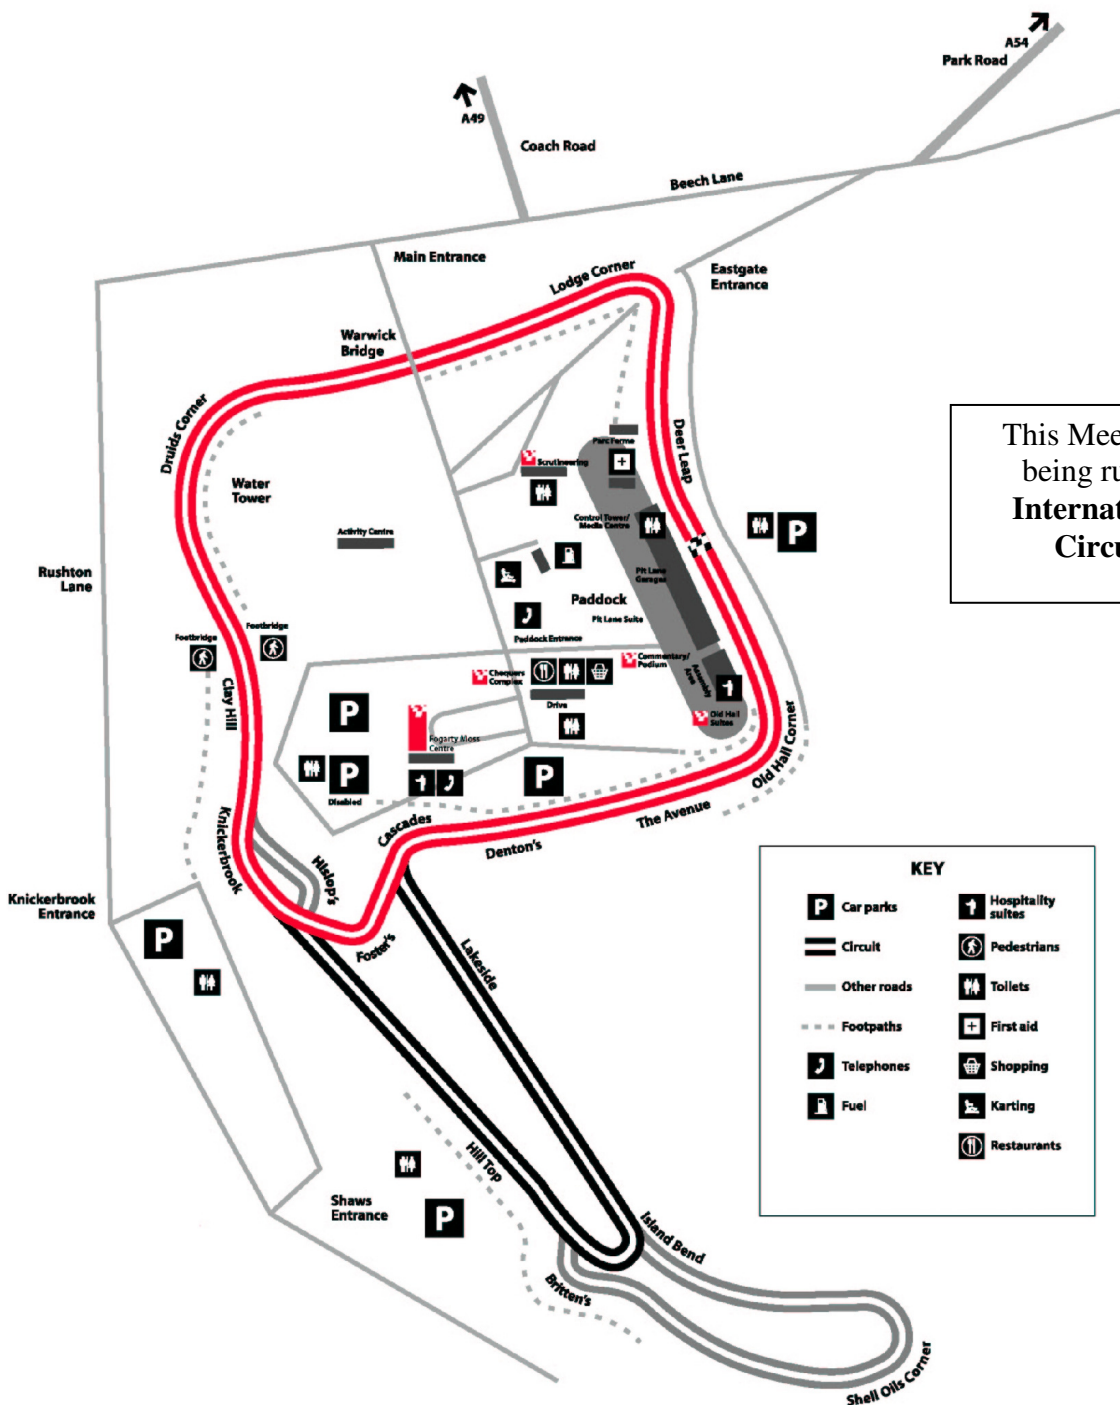 A54
Park Road
A49
Coach Road
Beech Lane
Main Entrance
Lodge Corner
Eastgate
Entrance
Warwick
Bridge
Druids Corner
Deer Leap
This Mee
being ru
Internat
Circu
Parc Ferme
Scrutineering
Water
Tower
Control Tower/
Media Centre
Activity Centre
P
Pit Lane
Garages
Rushton
Lane
Paddock
Pit Lane Suite
Footbridge
Footbridge
Paddock Entrance
Commentary/
Podium
Assembly
Area
Chequers
Complex
Clay Hill
P
Drive
Old Hall
Suites
Fogarty Moss
Centre
Old Hall Corner
P
Disabled
P
Cascades
The Avenue
Denton's
Knickerbrook
Hislop's
Knickerbrook
Entrance
P
Foster's
Lakeside
KEY
P Car parks
Hospitality
suites
Circuit
Pedestrians
Other roads
Toilets
Footpaths
First aid
Telephones
Shopping
Fuel
Karting
Restaurants
Hill Top
Shaws
Entrance
P
Island Bend
Britten's
Shell Oils Corner